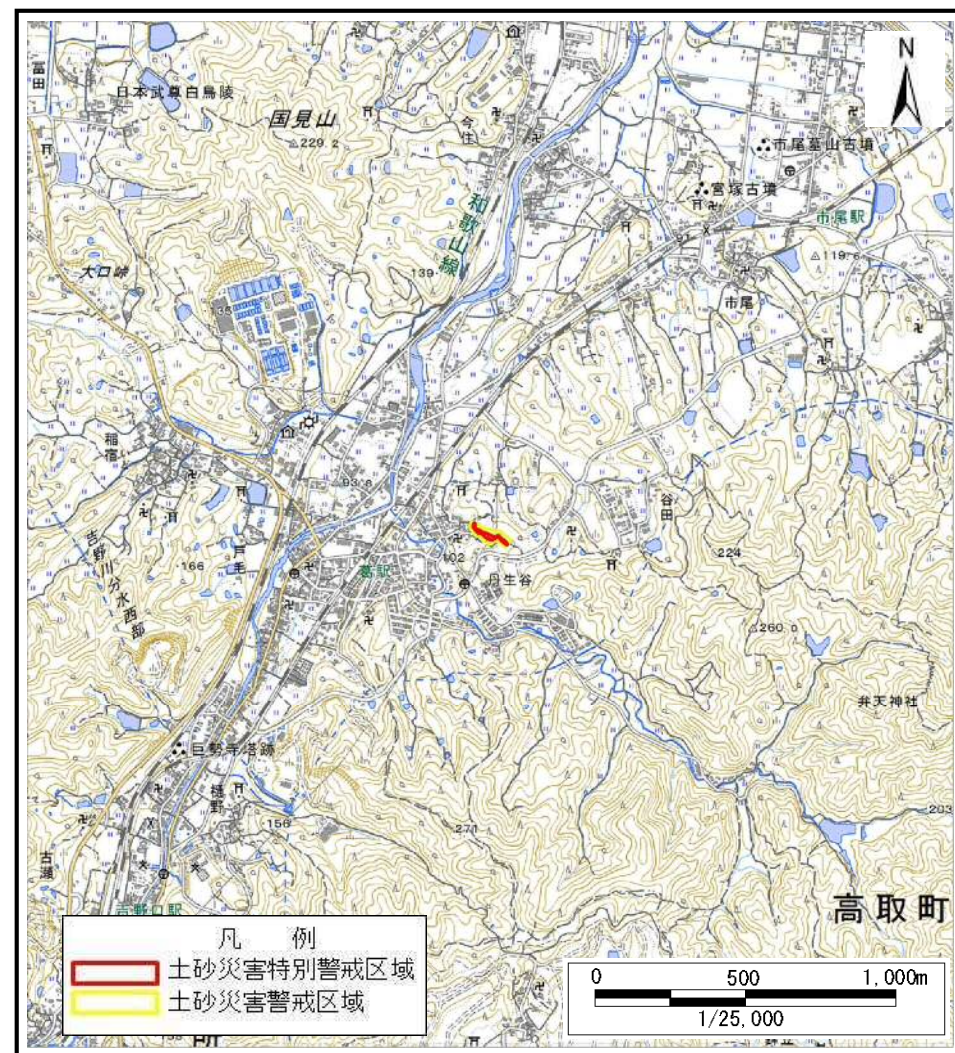 N
冨田
日本武尊白鳥陵
国見山
229.2
今住
市尾墓山古墳
宮塚古墳
市尾駅
和歌山線
139
大口峠
119.6
市尾
稲宿
93.8
戸毛
谷田
吉野川分水西部
166
102
葛駅
丹生谷
224
260.0
弁天神社
巨勢寺塔跡
樋野
156
271
203
古瀬
吉野口駅
高取町
凡 例
土砂災害特別警戒区域
土砂災害警戒区域
0 500 1,000m
1/25,000